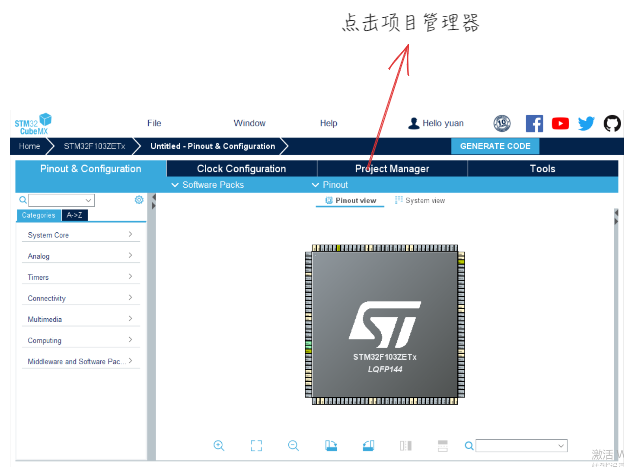 点击项目管理器
STM32
CubeMX
File
Window
Help
Hello yuan
19
Home
STM32F103ZETx
Untitled - Pinout & Configuration
GENERATE CODE
Pinout & Configuration
Clock Configuration
Project Manager
Tools
Software Packs
Pinout
Pinout view
System view
Categories
A->Z
System Core
Analog
Timers
Connectivity
Multimedia
Computing
Middleware and Software Pac...
STM32F103ZETx
LQFP144
激活 W